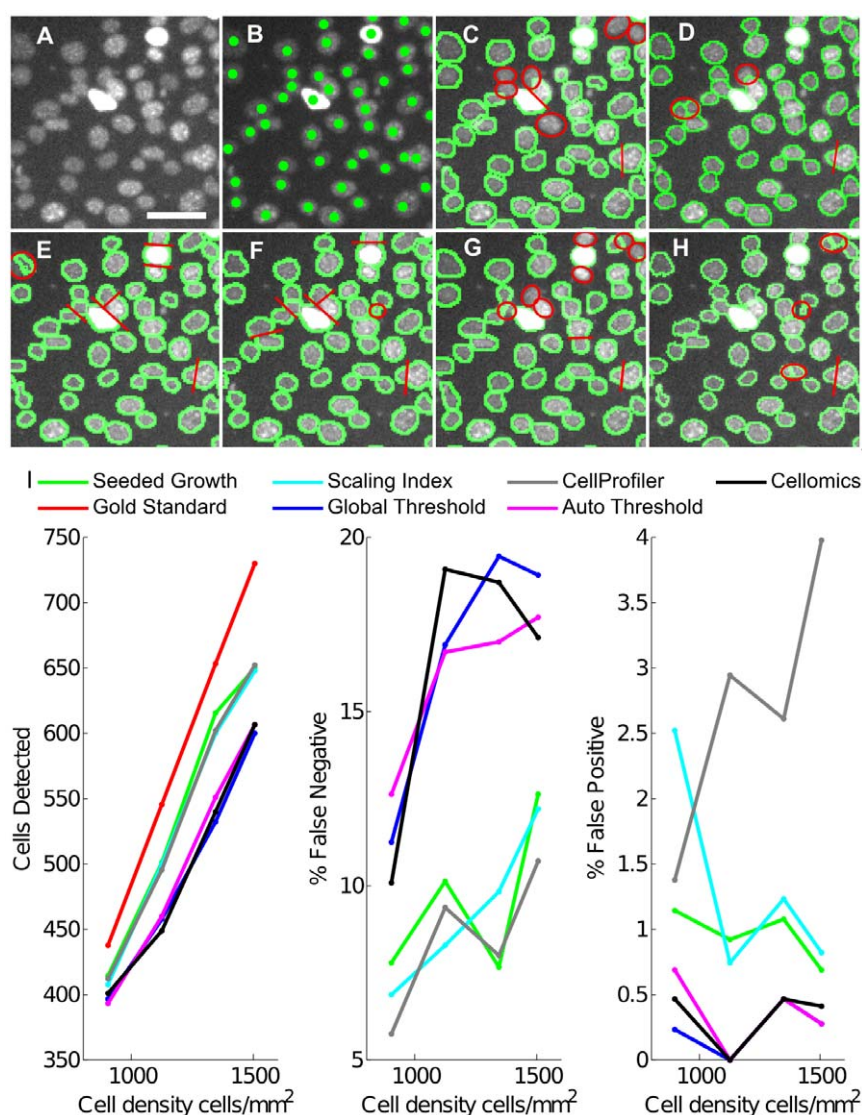 A B C D
E F G H
I Seeded Growth Scaling Index CellProfiler Cellomics
Gold Standard Global Threshold Auto Threshold
750
700
650
600
550
500
450
400
350
Cells Detected
1000 1500
Cell density cells/mm²
20
15
10
5
% False Negative
1000 1500
Cell density cells/mm²
4
3.5
3
2.5
2
1.5
1
0.5
0
% False Positive
1000 1500
Cell density cells/mm²